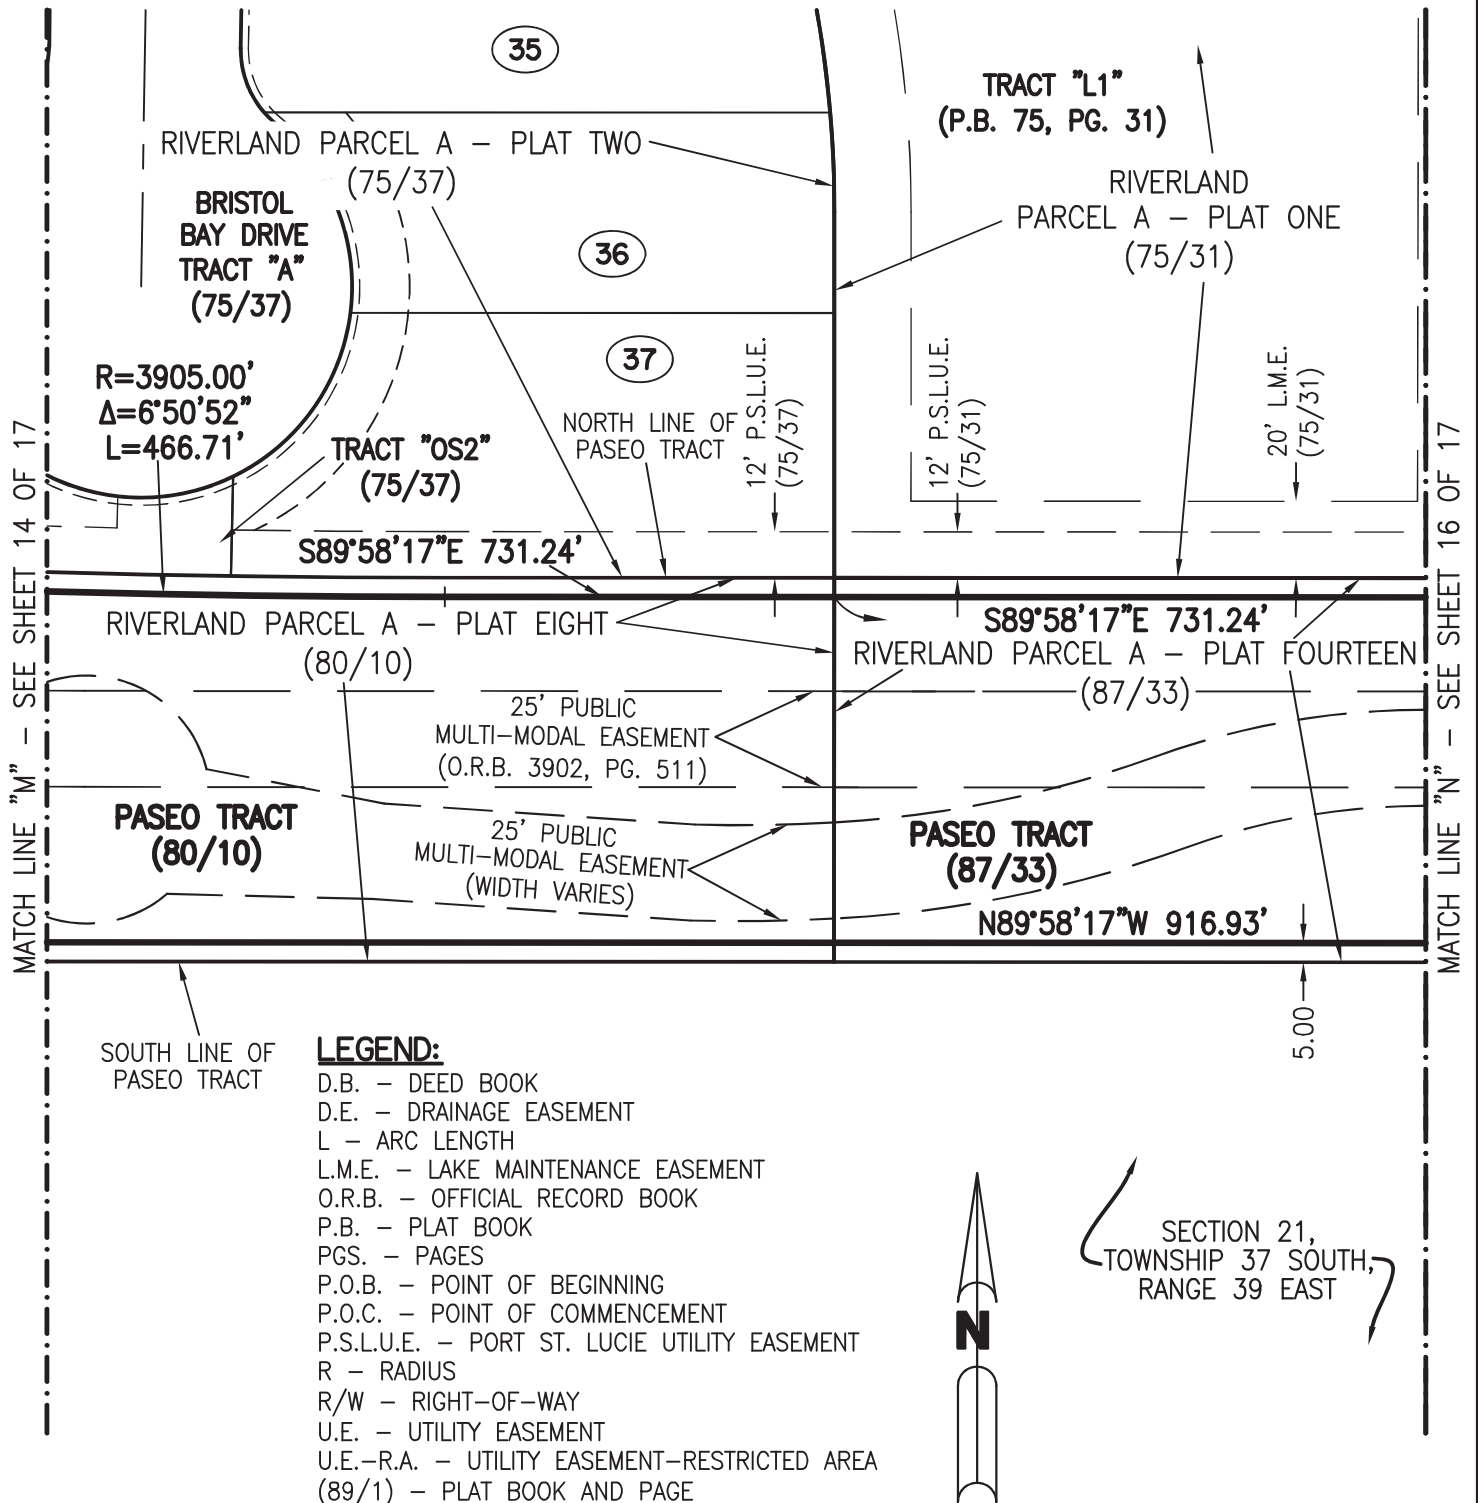 35
TRACT "L1"
(P.B. 75, PG. 31)
RIVERLAND PARCEL A – PLAT TWO
(75/37)
RIVERLAND
PARCEL A – PLAT ONE
(75/31)
BRISTOL
BAY DRIVE
TRACT "A"
(75/37)
36
R=3905.00'
Δ=6°50'52"
L=466.71'
37
NORTH LINE OF
PASEO TRACT
12' P.S.L.U.E.
(75/37)
12' P.S.L.U.E.
(75/31)
20' L.M.E.
(75/31)
TRACT "OS2"
(75/37)
S89°58'17"E 731.24'
MATCH LINE "M" – SEE SHEET 14 OF 17
MATCH LINE "N" – SEE SHEET 16 OF 17
RIVERLAND PARCEL A – PLAT EIGHT
(80/10)
S89°58'17"E 731.24'
RIVERLAND PARCEL A – PLAT FOURTEEN
(87/33)
25' PUBLIC
MULTI–MODAL EASEMENT
(O.R.B. 3902, PG. 511)
PASEO TRACT
(80/10)
25' PUBLIC
MULTI–MODAL EASEMENT
(WIDTH VARIES)
PASEO TRACT
(87/33)
N89°58'17"W 916.93'
5.00
SOUTH LINE OF
PASEO TRACT
LEGEND:
D.B. – DEED BOOK
D.E. – DRAINAGE EASEMENT
L – ARC LENGTH
L.M.E. – LAKE MAINTENANCE EASEMENT
O.R.B. – OFFICIAL RECORD BOOK
P.B. – PLAT BOOK
PGS. – PAGES
P.O.B. – POINT OF BEGINNING
P.O.C. – POINT OF COMMENCEMENT
P.S.L.U.E. – PORT ST. LUCIE UTILITY EASEMENT
R – RADIUS
R/W – RIGHT–OF–WAY
U.E. – UTILITY EASEMENT
U.E.–R.A. – UTILITY EASEMENT–RESTRICTED AREA
(89/1) – PLAT BOOK AND PAGE
N
SECTION 21,
TOWNSHIP 37 SOUTH,
RANGE 39 EAST